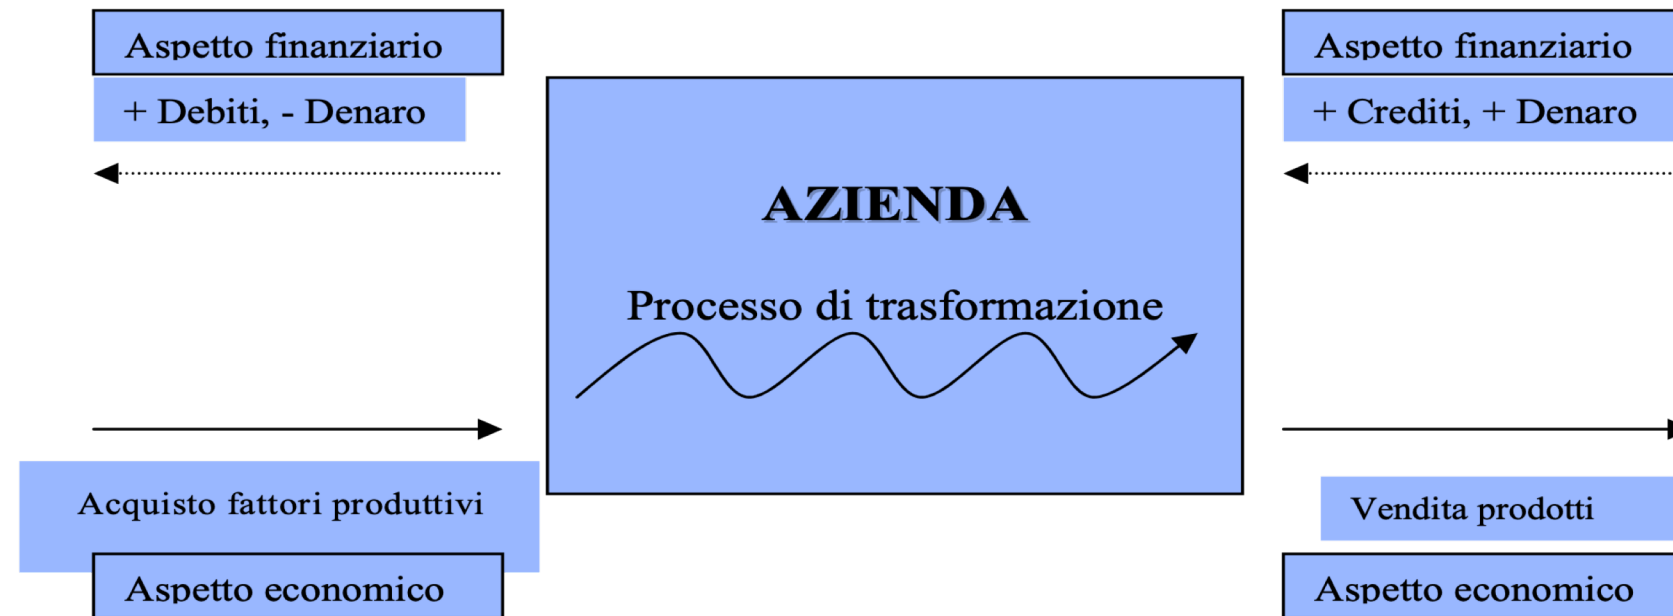 Aspetto finanziario
+ Debiti, - Denaro
Aspetto finanziario
+ Crediti, + Denaro
AZIENDA
Processo di trasformazione
Acquisto fattori produttivi
Vendita prodotti
Aspetto economico
Aspetto economico